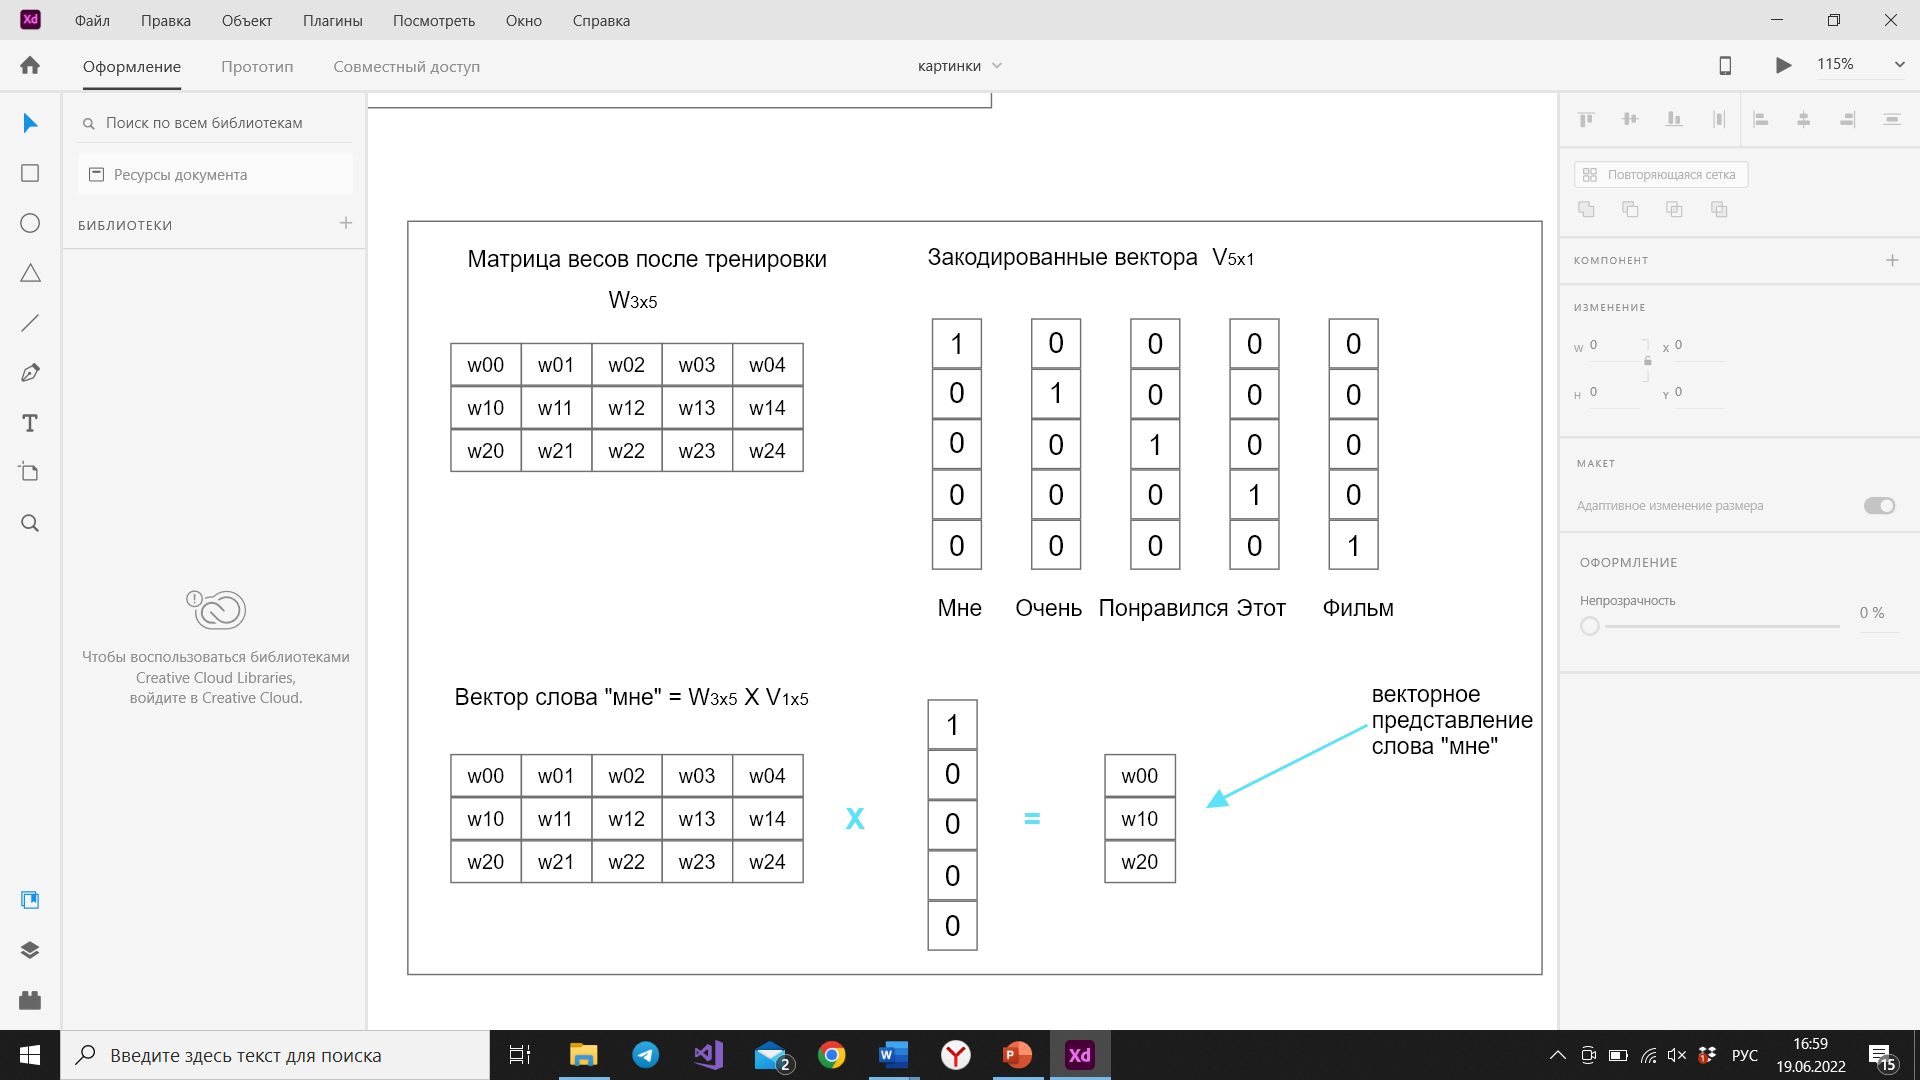 Xd Файл Правка Объект Плагины Посмотреть Окно Справка
Оформление Прототип Совместный доступ картинки 115%
Поиск по всем библиотекам
Ресурсы документа
БИБЛИОТЕКИ
Чтобы воспользоваться библиотеками
Creative Cloud Libraries,
войдите в Creative Cloud.
Матрица весов после тренировки
W3x5
w00 w01 w02 w03 w04
w10 w11 w12 w13 w14
w20 w21 w22 w23 w24
Закодированные вектора V5x1
1 0 0 0 0
0 1 0 0 0
0 0 1 0 0
0 0 0 1 0
0 0 0 0 1
Мне Очень Понравился Этот Фильм
Вектор слова "мне" = W3x5 X V1x5
w00 w01 w02 w03 w04
w10 w11 w12 w13 w14
w20 w21 w22 w23 w24
X
1
0
0
0
0
=
w00
w10
w20
векторное
представление
слова "мне"
Повторяющаяся сетка
КОМПОНЕНТ
ИЗМЕНЕНИЕ
W 0 X 0
H 0 Y 0
МАКЕТ
Адаптивное изменение размера
ОФОРМЛЕНИЕ
Непрозрачность
0 %
Введите здесь текст для поиска
2
W
P
Xd
1
РУС
16:59
19.06.2022
15